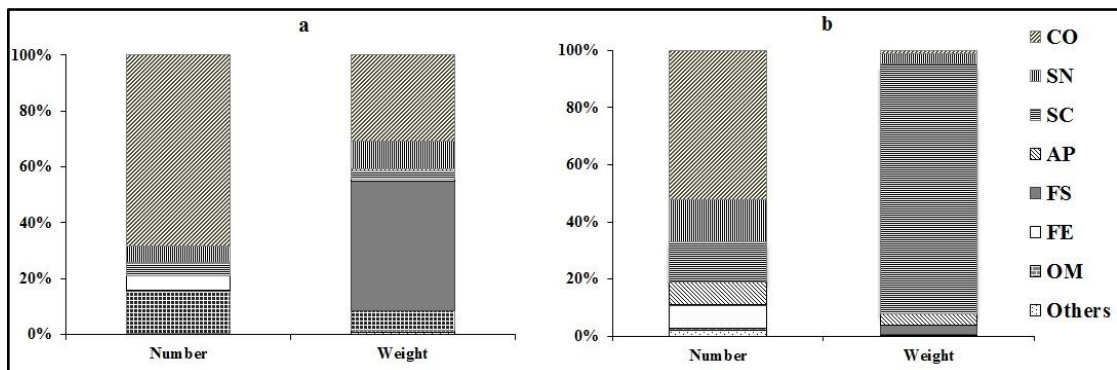 a
100%
80%
60%
40%
20%
0%
Number Weight
b
100%
80%
60%
40%
20%
0%
Number Weight
CO
SN
SC
AP
FS
FE
OM
Others